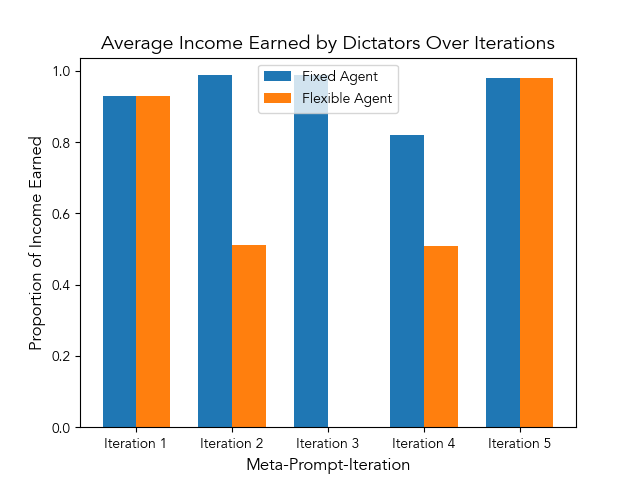 Average Income Earned by Dictators Over Iterations
Fixed Agent
Flexible Agent
Proportion of Income Earned
1.0
0.8
0.6
0.4
0.2
0.0
Iteration 1
Iteration 2
Iteration 3
Iteration 4
Iteration 5
Meta-Prompt-Iteration